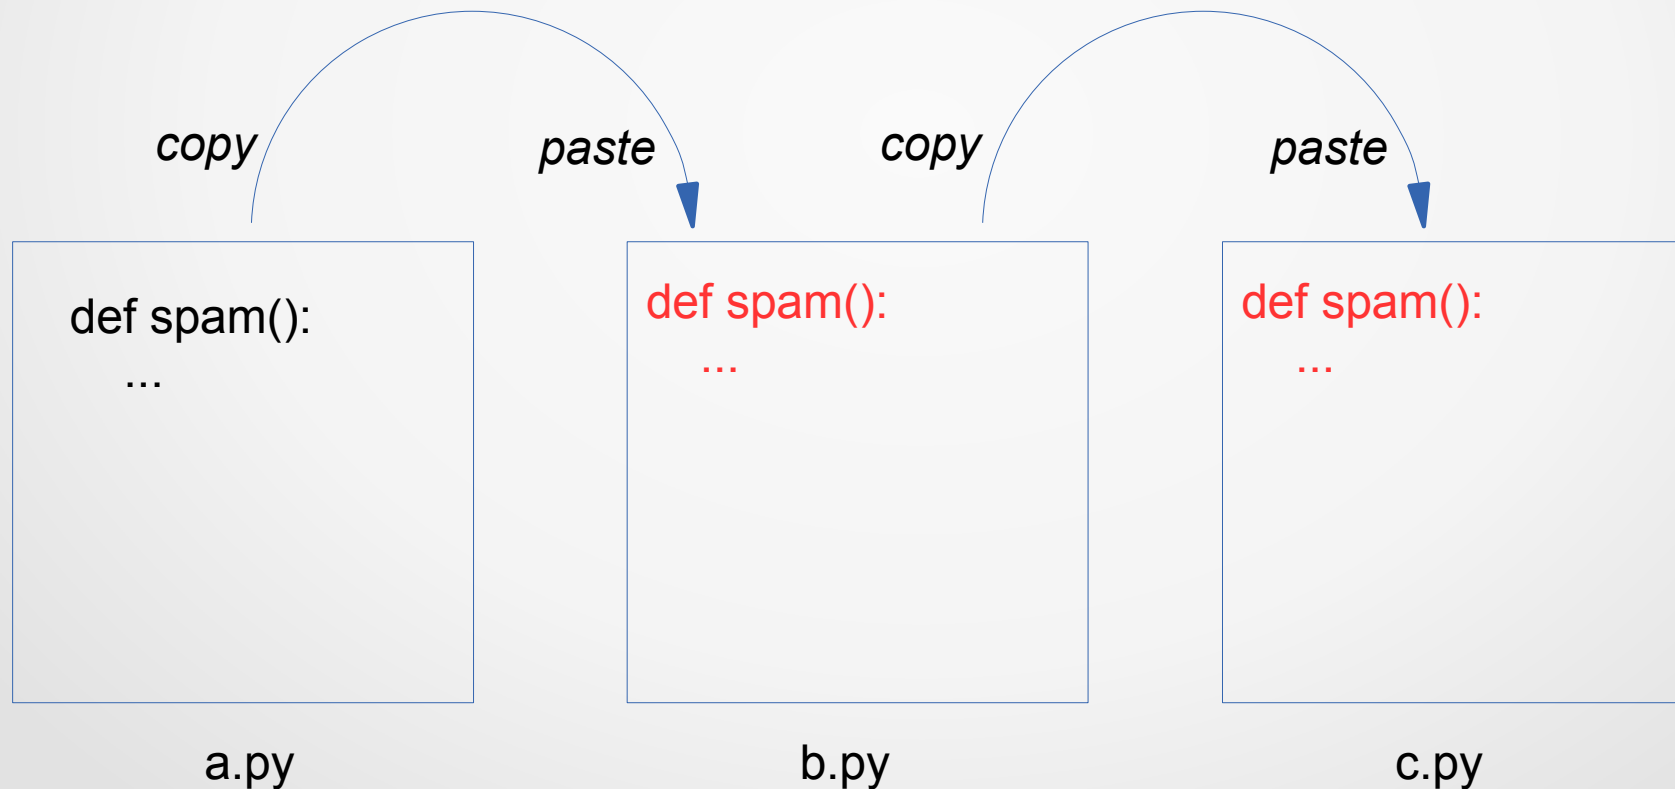 copy
paste
copy
paste
def spam():
...
def spam():
...
def spam():
...
a.py
b.py
c.py